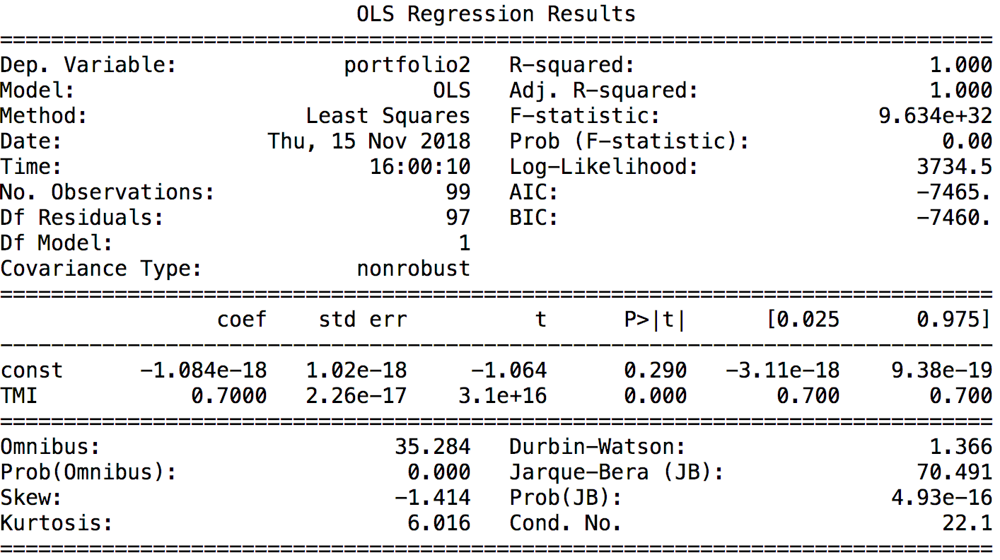 OLS Regression Results
==============================================================================
Dep. Variable:             portfolio2   R-squared:                       1.000
Model:                            OLS   Adj. R-squared:                  1.000
Method:                 Least Squares   F-statistic:                 9.634e+32
Date:                Thu, 15 Nov 2018   Prob (F-statistic):               0.00
Time:                        16:00:10   Log-Likelihood:                 3734.5
No. Observations:                  99   AIC:                            -7465.
Df Residuals:                      97   BIC:                            -7460.
Df Model:                           1
Covariance Type:            nonrobust
==============================================================================
                 coef    std err          t      P>|t|      [0.025      0.975]
------------------------------------------------------------------------------
const      -1.084e-18   1.02e-18     -1.064      0.290   -3.11e-18    9.38e-19
TMI            0.7000   2.26e-17    3.1e+16      0.000       0.700       0.700
==============================================================================
Omnibus:                       35.284   Durbin-Watson:                   1.366
Prob(Omnibus):                  0.000   Jarque-Bera (JB):               70.491
Skew:                          -1.414   Prob(JB):                     4.93e-16
Kurtosis:                       6.016   Cond. No.                         22.1
==============================================================================